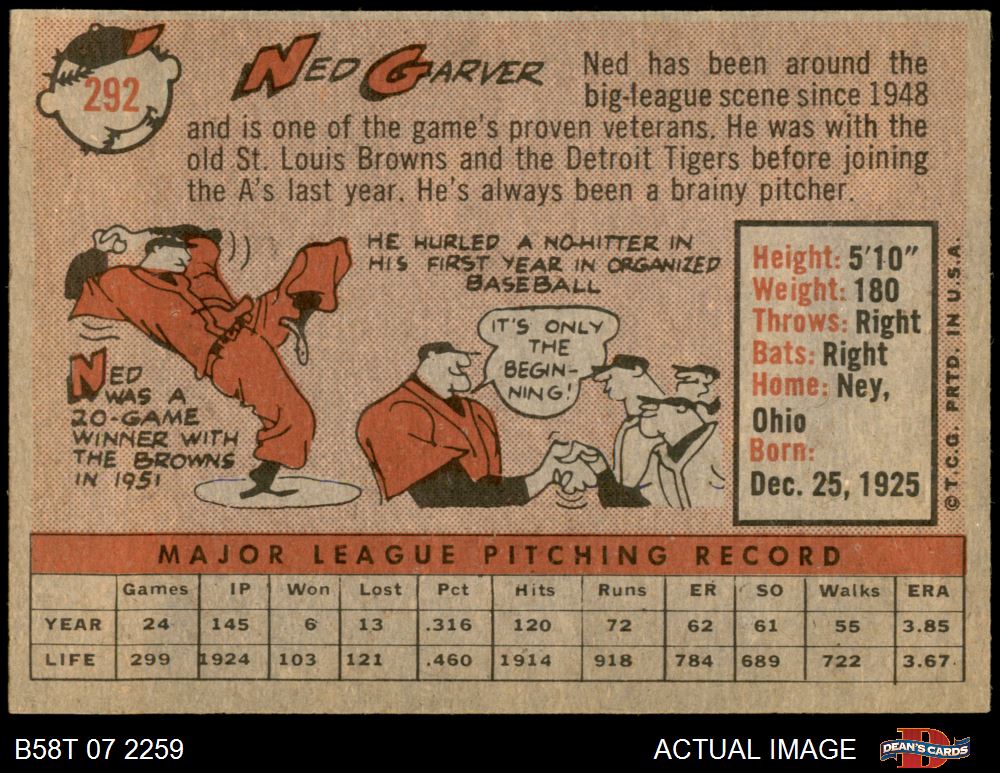 292
NED GARVER
Ned has been around the
big-league scene since 1948
and is one of the game's proven veterans. He was with the
old St. Louis Browns and the Detroit Tigers before joining
the A's last year. He's always been a brainy pitcher.
HE HURLED A NO-HITTER IN
HIS FIRST YEAR IN ORGANIZED
BASEBALL
IT'S ONLY
THE
BEGIN-
NING!
NED
WAS A
20-GAME
WINNER WITH
THE BROWNS
IN 1951
Height: 5'10"
Weight: 180
Throws: Right
Bats: Right
Home: Ney,
Ohio
Born:
Dec. 25, 1925
© T.C.G. PRTD. IN U.S.A.
MAJOR LEAGUE PITCHING RECORD
Games IP Won Lost Pct Hits Runs ER SO Walks ERA
YEAR 24 145 6 13 .316 120 72 62 61 55 3.85
LIFE 299 1924 103 121 .460 1914 918 784 689 722 3.67
B58T 07 2259
ACTUAL IMAGE
DEAN'S CARDS